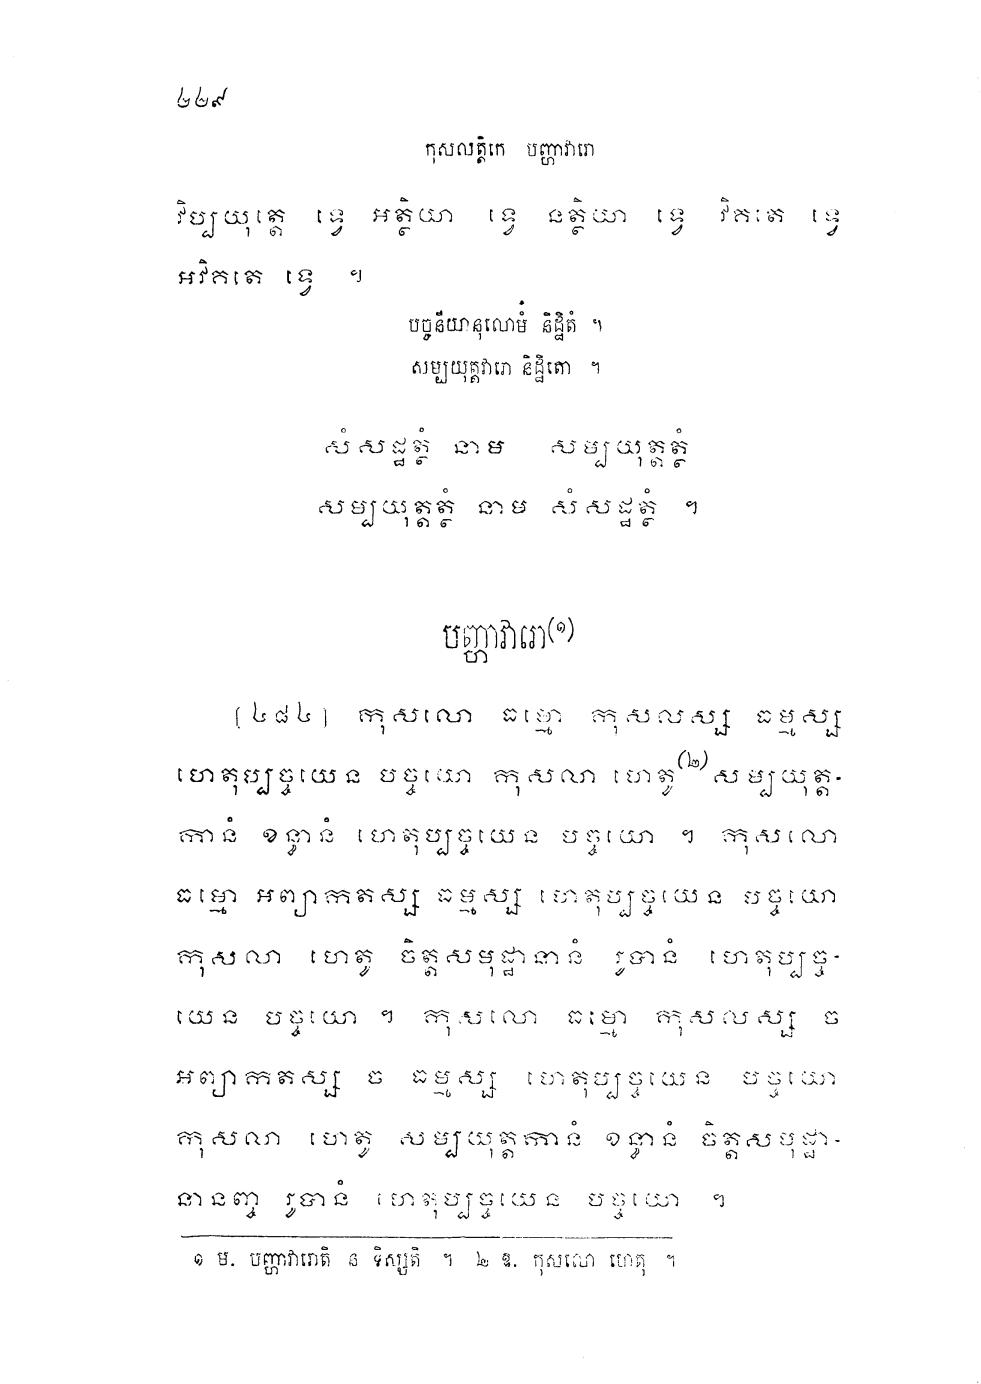 ២២៩
កុសលត្តិកេ បញ្ហាវារោ
វិប្បយុត្តេ ទ្វេ អត្ថិយា ទ្វេ នត្ថិយា ទ្វេ វិគតេ ទ្វេ
អវិគតេ ទ្វេ ។
បច្ចនីយានុលោមំ និដ្ឋិតំ ។
សម្បយុត្តវារោ និដ្ឋិតោ ។
សំសដ្ឋត្ថំ នាម សម្បយុត្តត្ថំ
សម្បយុត្តត្ថំ នាម សំសដ្ឋត្ថំ ។
បញ្ហាវារោ(១)
[៤៨៤] កុសលោ ធម្មោ កុសលស្ស ធម្មស្ស
ហេតុប្បច្ចយេន បច្ចយោ កុសលា ហេតូ(២) សម្បយុត្ត-
កានំ ខន្ធានំ ហេតុប្បច្ចយេន បច្ចយោ ។ កុសលោ
ធម្មោ អព្យាកតស្ស ធម្មស្ស ហេតុប្បច្ចយេន បច្ចយោ
កុសលា ហេតូ ចិត្តសមុដ្ឋានានំ រូបានំ ហេតុប្បច្ច-
យេន បច្ចយោ ។ កុសលោ ធម្មោ កុសលស្ស ច
អព្យាកតស្ស ច ធម្មស្ស ហេតុប្បច្ចយេន បច្ចយោ
កុសលា ហេតូ សម្បយុត្តកានំ ខន្ធានំ ចិត្តសមុដ្ឋា-
នានញ្ច រូបានំ ហេតុប្បច្ចយេន បច្ចយោ ។
១ ម. បញ្ហាវារោតិ ន ទិស្សតិ ។ ២ ឧ. កុសលោ ហេតុ ។